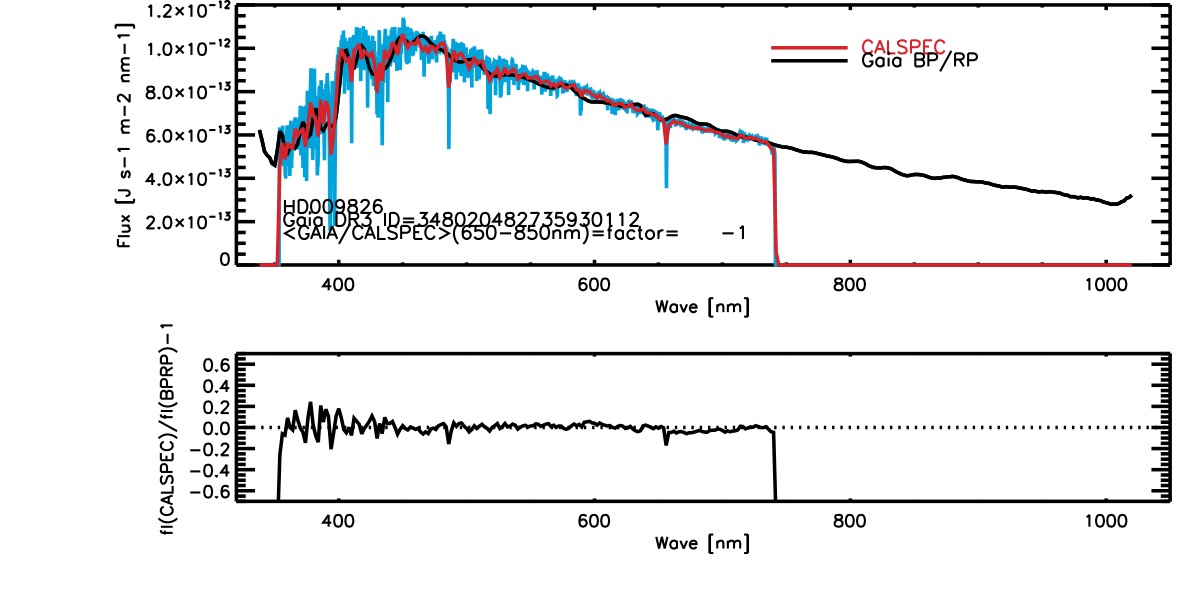 1.2×10−12
1.0×10−12
8.0×10−13
6.0×10−13
4.0×10−13
2.0×10−13
0
Flux [J s−1 m−2 nm−1]
CALSPEC
Gaia BP/RP
HD009826
Gaia DR3 ID=348020482735930112
<GAIA/CALSPEC>(650−850nm)=factor= −1
400 600 800 1000
Wave [nm]
fl(CALSPEC)/fl(BPRP)−1
0.6
0.4
0.2
0.0
−0.2
−0.4
−0.6
400 600 800 1000
Wave [nm]